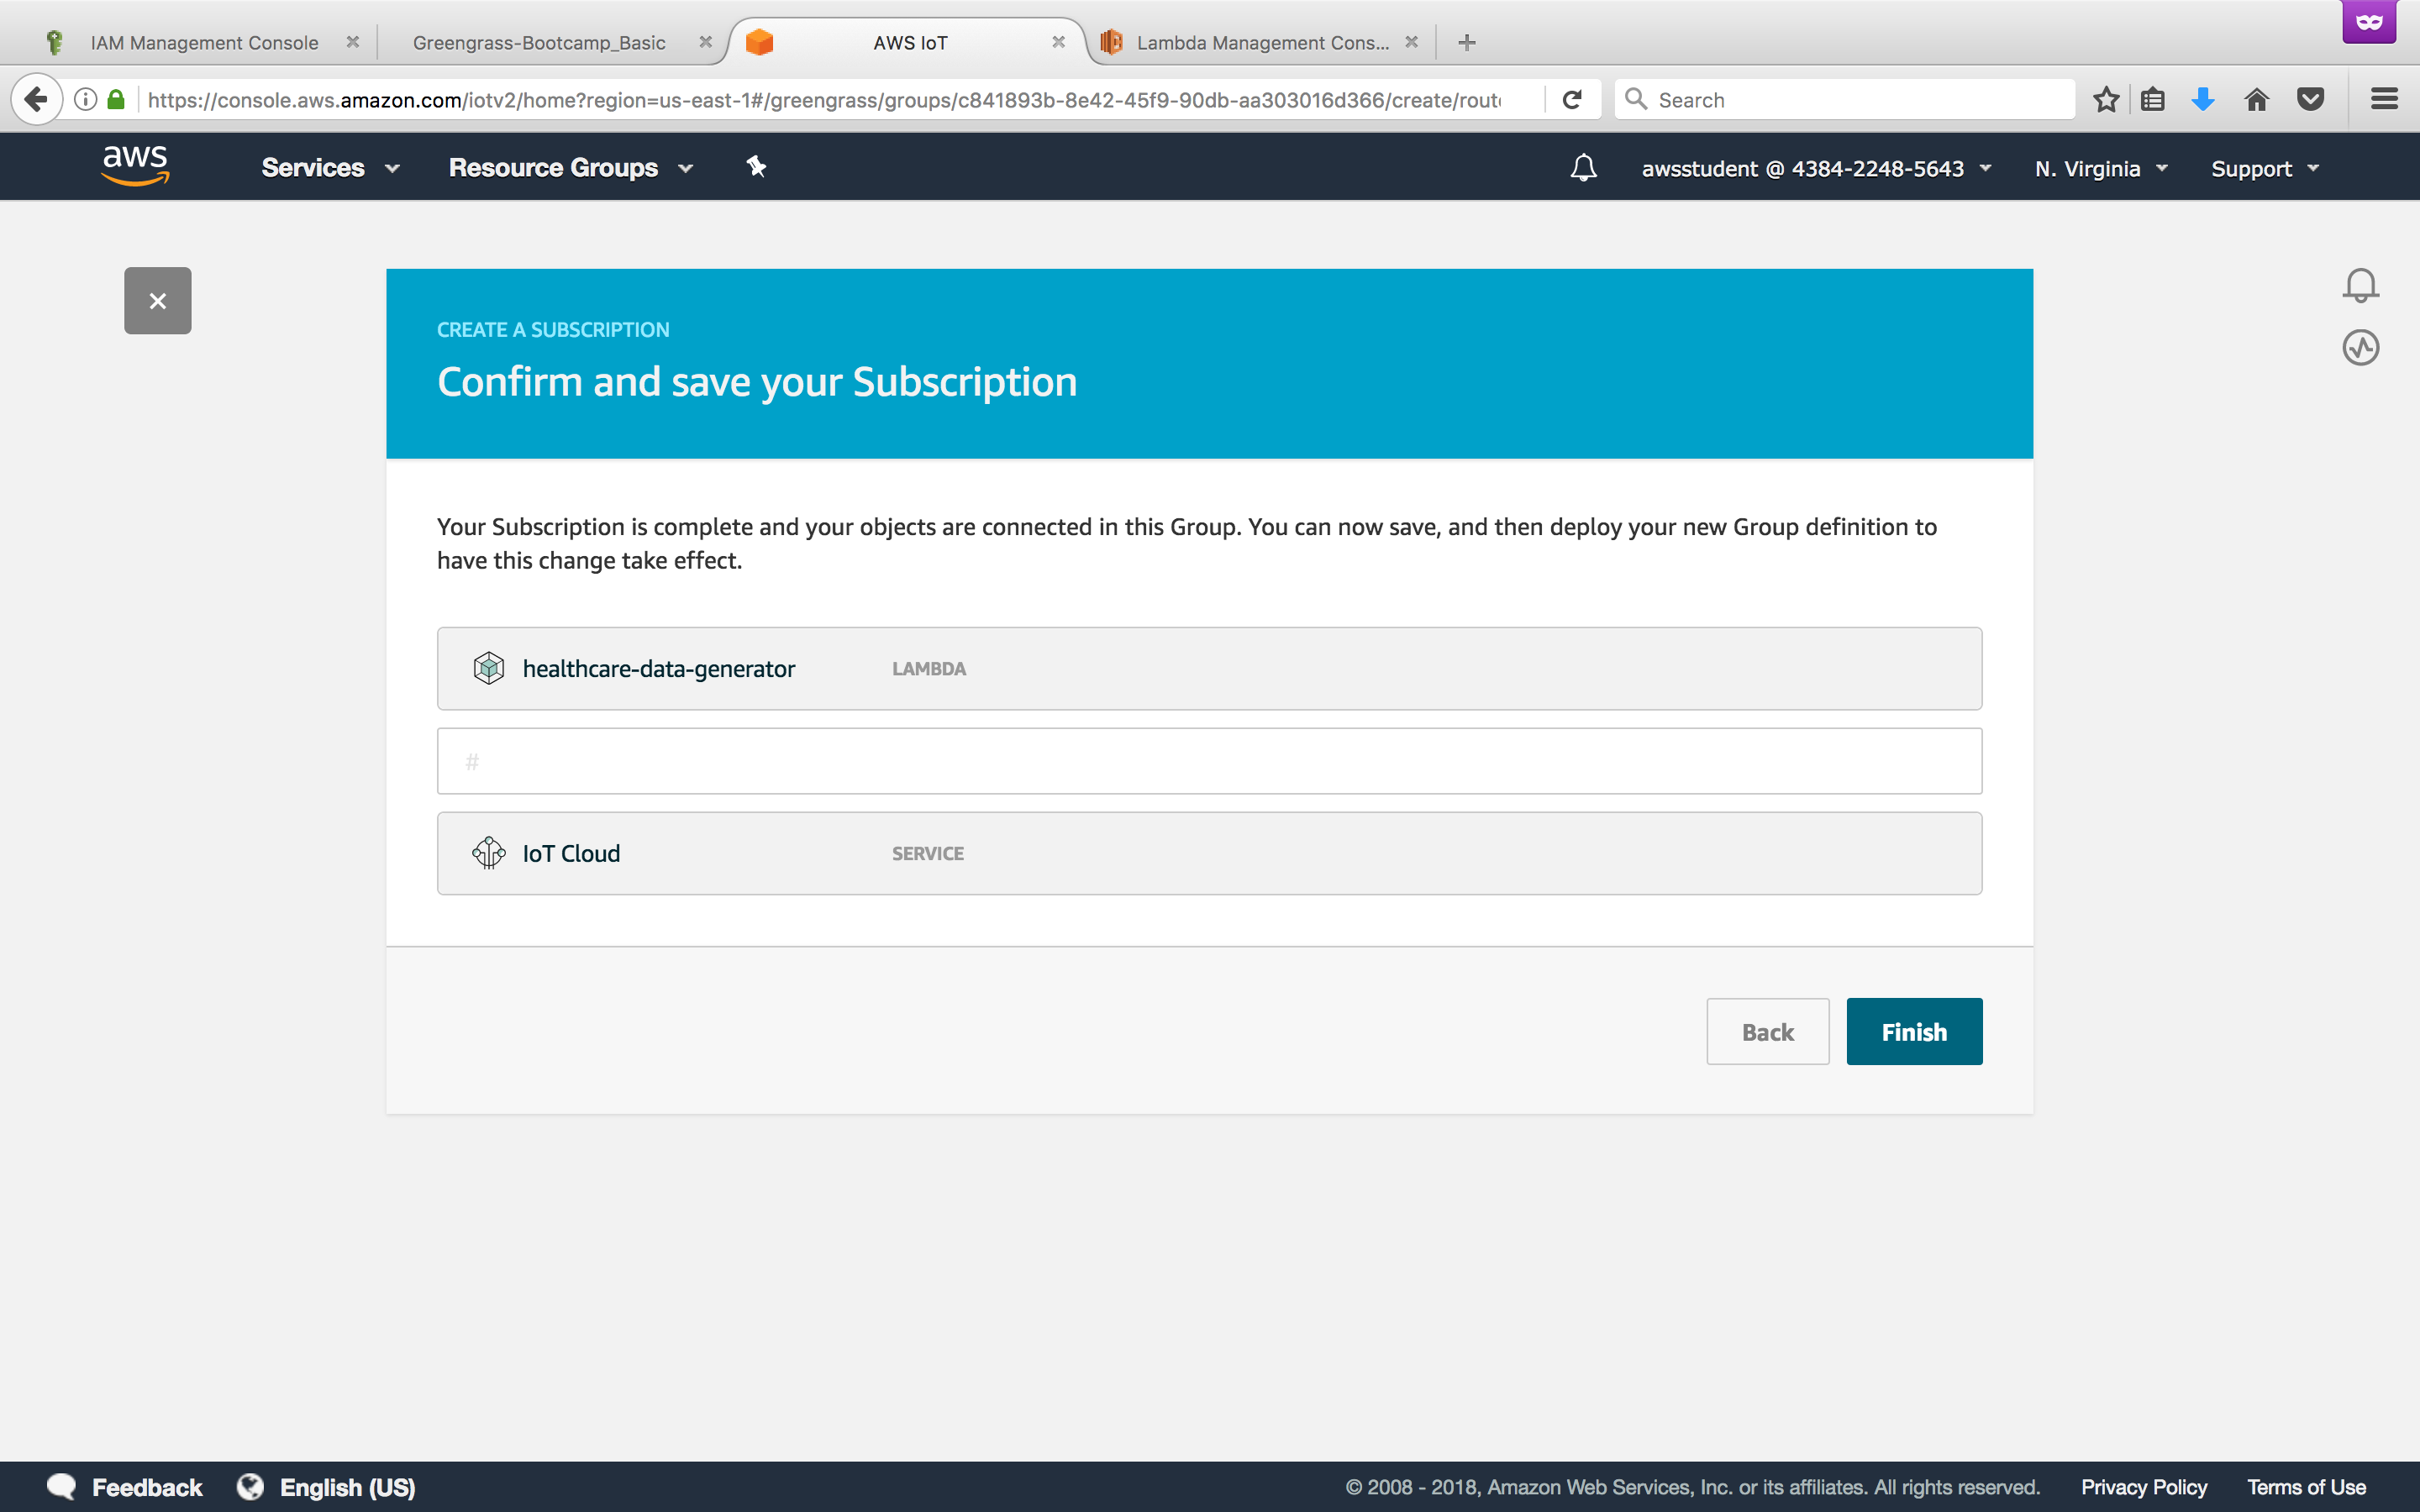 IAM Management Console
Greengrass-Bootcamp_Basic
AWS IoT
Lambda Management Cons...
https://console.aws.amazon.com/iotv2/home?region=us-east-1#/greengrass/groups/c841893b-8e42-45f9-90db-aa303016d366/create/route
Search
aws
Services
Resource Groups
awsstudent @ 4384-2248-5643
N. Virginia
Support
CREATE A SUBSCRIPTION
Confirm and save your Subscription
Your Subscription is complete and your objects are connected in this Group. You can now save, and then deploy your new Group definition to
have this change take effect.
healthcare-data-generator LAMBDA
#
IoT Cloud SERVICE
Back
Finish
Feedback
English (US)
© 2008 - 2018, Amazon Web Services, Inc. or its affiliates. All rights reserved.
Privacy Policy
Terms of Use